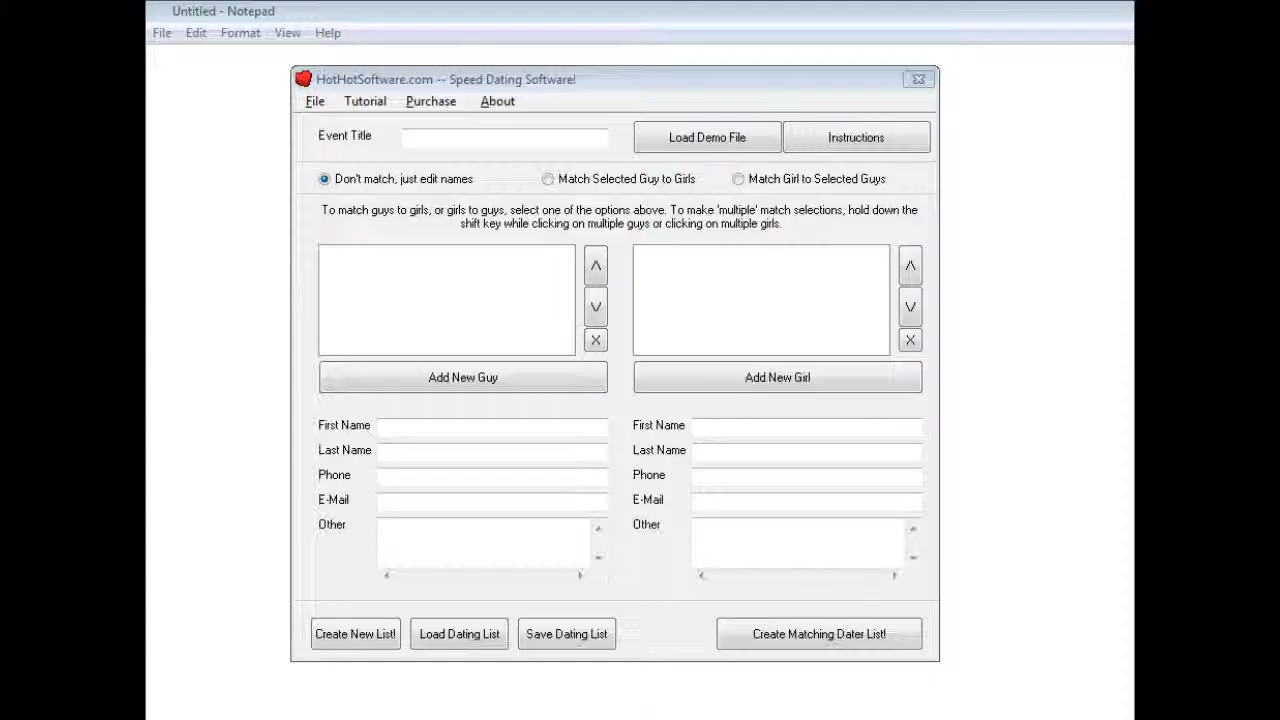 Untitled - Notepad
File Edit Format View Help
HotHotSoftware.com -- Speed Dating Software!
File Tutorial Purchase About
Event Title Load Demo File Instructions
Don't match, just edit names Match Selected Guy to Girls Match Girl to Selected Guys
To match guys to girls, or girls to guys, select one of the options above. To make 'multiple' match selections, hold down the
shift key while clicking on multiple guys or clicking on multiple girls.
Λ Λ
V V
X X
Add New Guy Add New Girl
First Name First Name
Last Name Last Name
Phone Phone
E-Mail E-Mail
Other Other
Create New List! Load Dating List Save Dating List Create Matching Dater List!